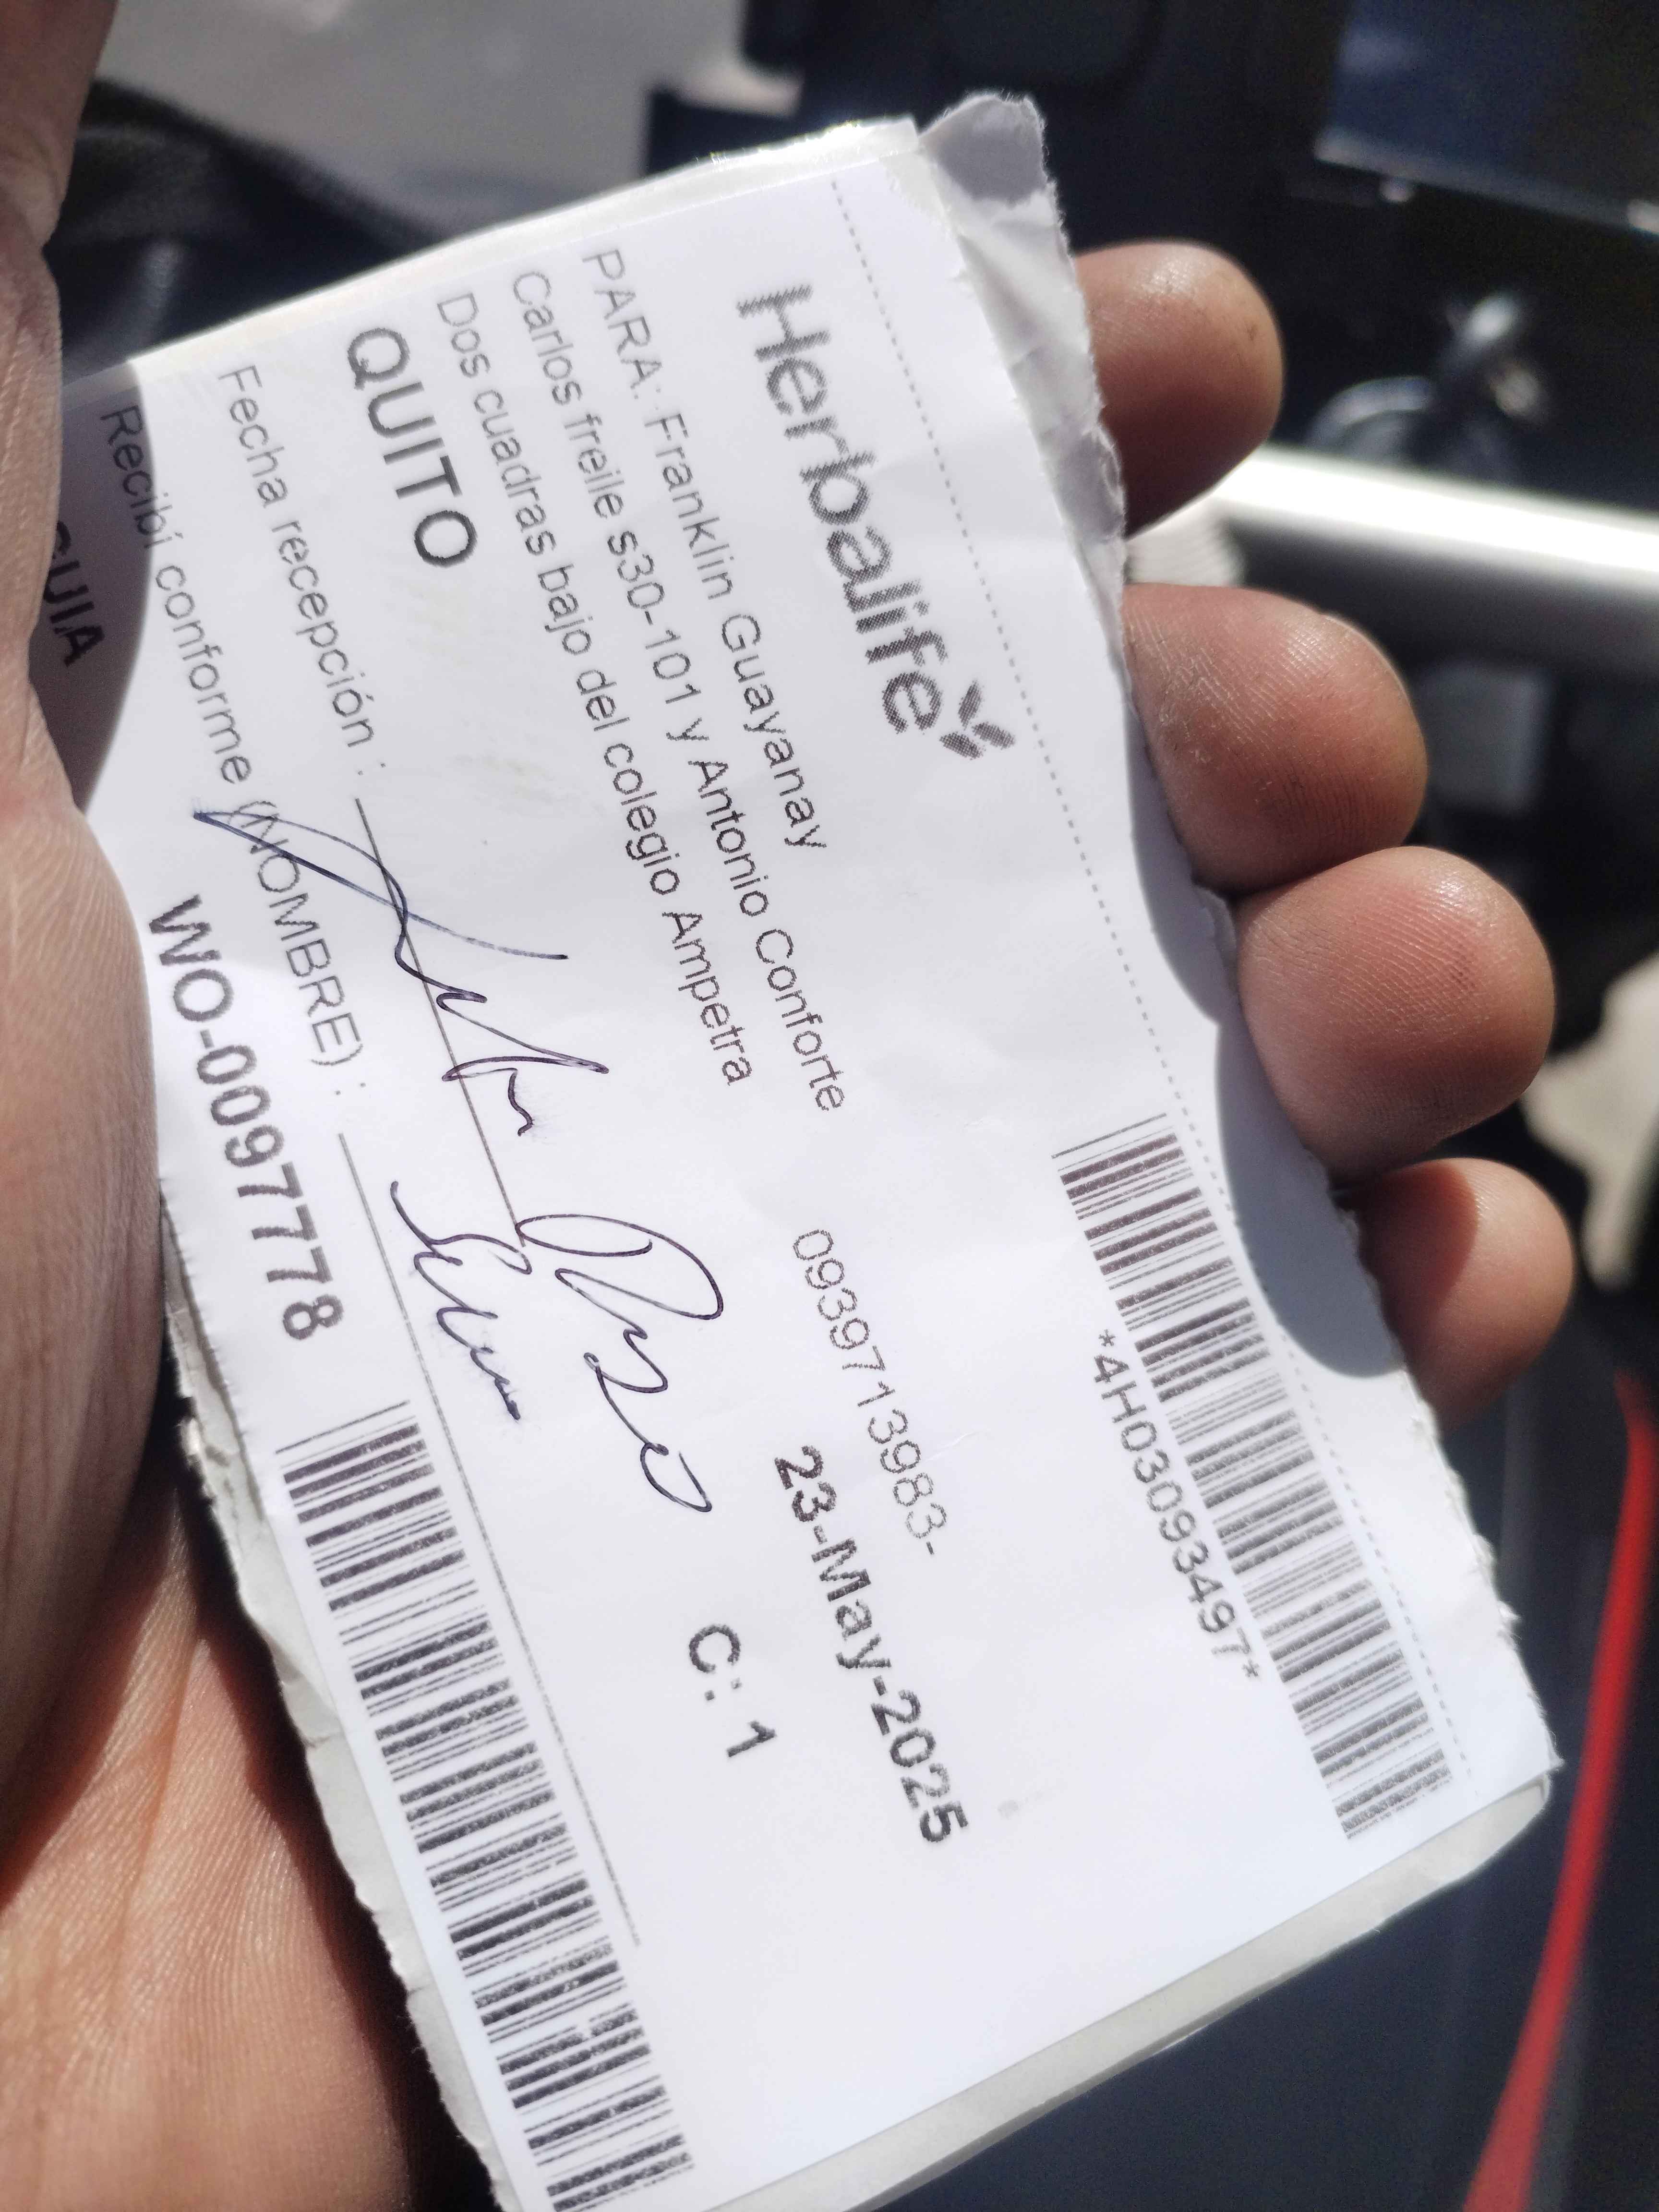 Herbalife
*4H03093497*
PARA: Franklin Guayanay
0939713983-
Carlos freile s30-101 y Antonio Conforte
23-May-2025
Dos cuadras bajo del colegio Ampetra
QUITO
C: 1
Fecha recepción :
Recibí conforme (NOMBRE) :
GUIA
WO-0097778